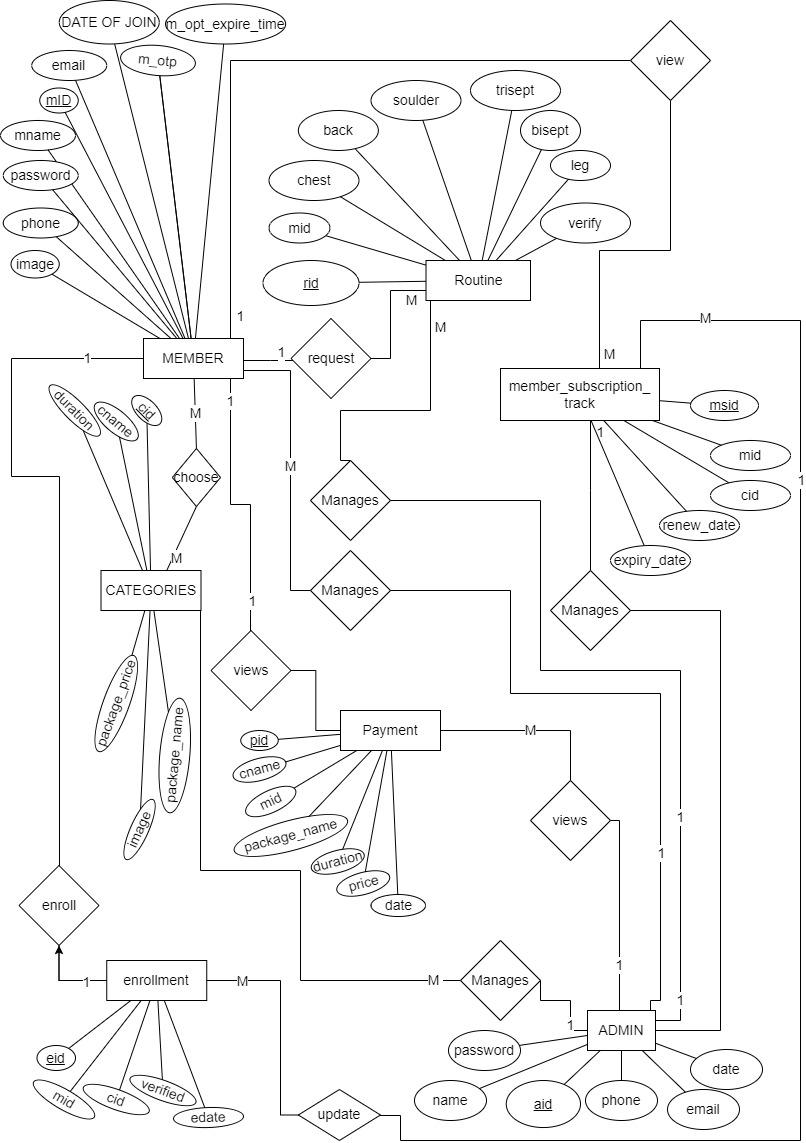 DATE OF JOIN
m_opt_expire_time
m_otp
email
mID
mname
password
phone
image
MEMBER
view
trisept
soulder
bisept
back
leg
chest
verify
mid
rid
Routine
1
M
M
1
request
M
M
member_subscription_
track
msid
mid
cid
renew_date
expiry_date
1
1
M
1
duration
cname
cid
choose
M
M
Manages
1
CATEGORIES
Manages
Manages
1
views
package_price
package_name
image
Payment
M
pid
cname
mid
package_name
duration
price
date
views
1
1
1
enroll
enrollment
1
M
M
Manages
1
1
ADMIN
password
name
aid
phone
email
date
eid
mid
cid
verified
edate
update